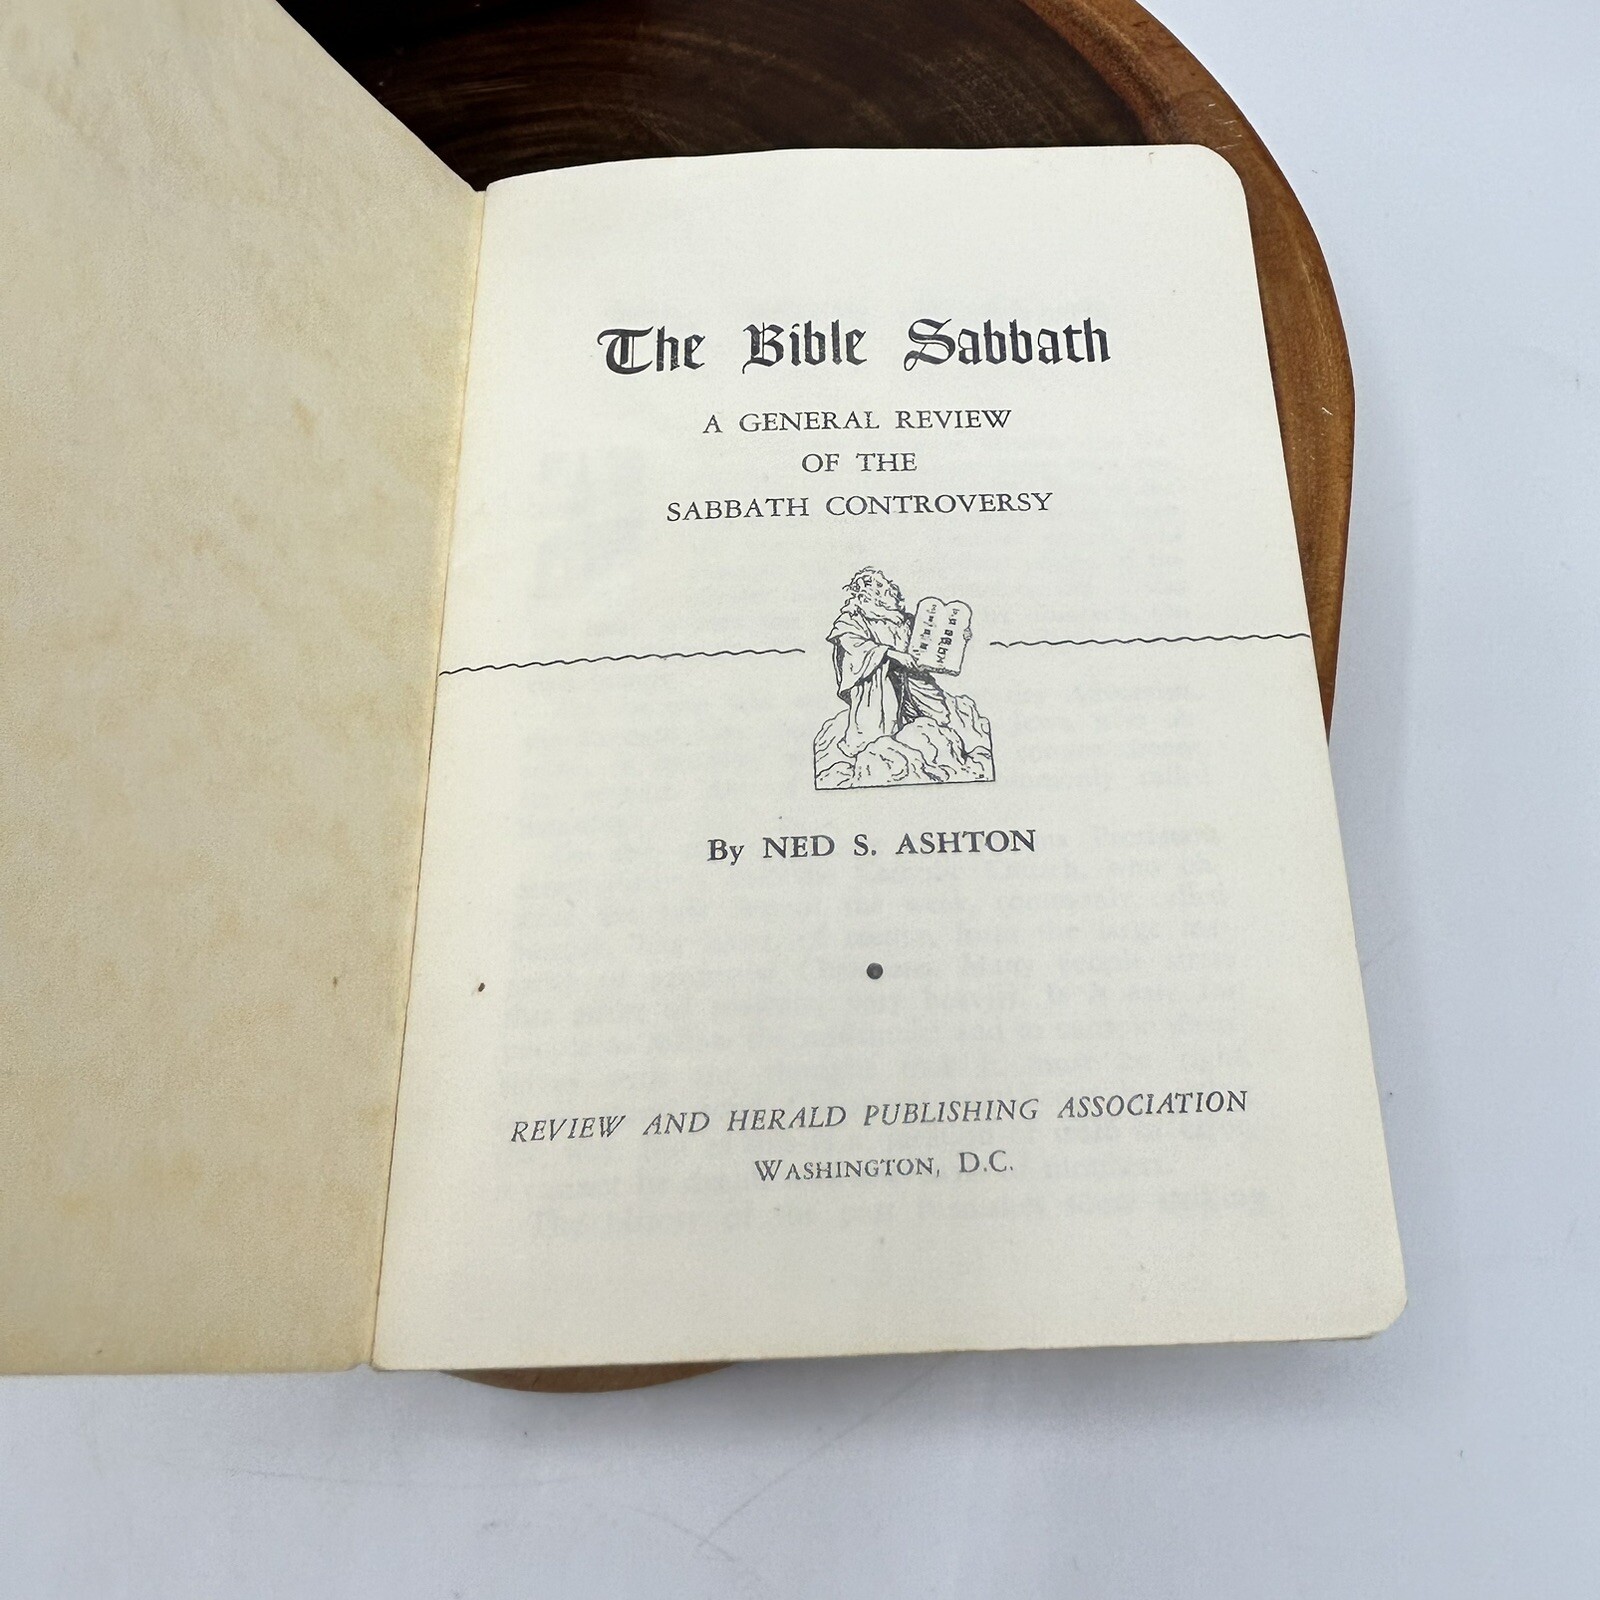 The Bible Sabbath
A GENERAL REVIEW
OF THE
SABBATH CONTROVERSY
By NED S. ASHTON
REVIEW AND HERALD PUBLISHING ASSOCIATION
WASHINGTON, D.C.